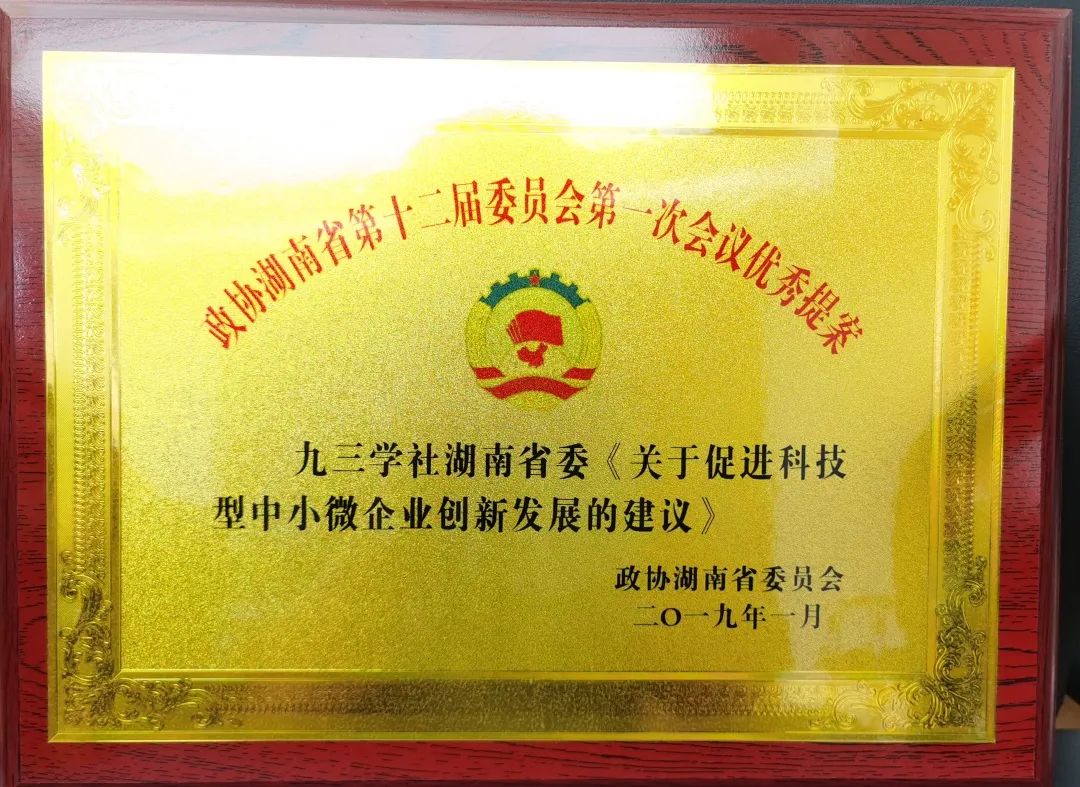 政协湖南省第十二届委员会第一次会议优秀提案
九三学社湖南省委《关于促进科技
型中小微企业创新发展的建议》
政协湖南省委员会
二〇一九年一月